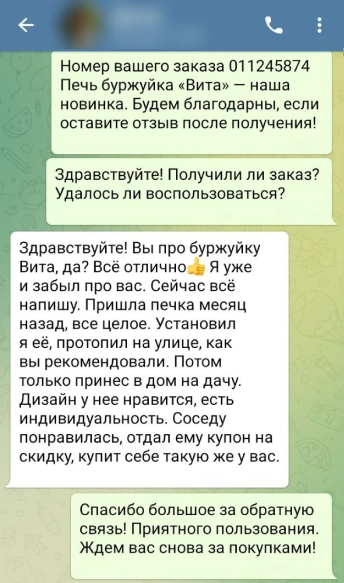 Номер вашего заказа 011245874
Печь буржуйка «Вита» — наша
новинка. Будем благодарны, если
оставите отзыв после получения!
Здравствуйте! Получили ли заказ?
Удалось ли воспользоваться?
Здравствуйте! Вы про буржуйку
Вита, да? Всё отлично👍 Я уже
и забыл про вас. Сейчас всё
напишу. Пришла печка месяц
назад, все целое. Установил
я её, протопил на улице, как
вы рекомендовали. Потом
только принес в дом на дачу.
Дизайн у нее нравится, есть
индивидуальность. Соседу
понравилась, отдал ему купон на
скидку, купит себе такую же у вас.
Спасибо большое за обратную
связь! Приятного пользования.
Ждем вас снова за покупками!